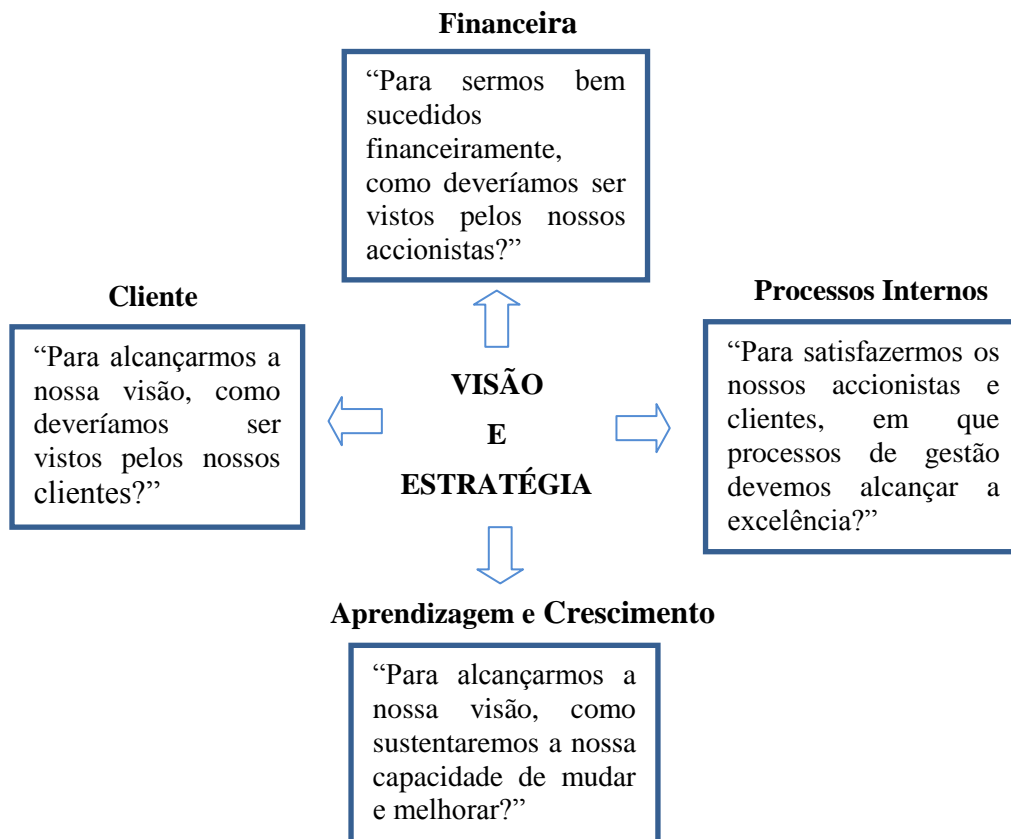 Financeira
“Para sermos bem
sucedidos
financeiramente,
como deveríamos ser
vistos pelos nossos
accionistas?”
Cliente
“Para alcançarmos a
nossa visão, como
deveríamos ser
vistos pelos nossos
clientes?”
VISÃO
E
ESTRATÉGIA
Processos Internos
“Para satisfazermos os
nossos accionistas e
clientes, em que
processos de gestão
devemos alcançar a
excelência?”
Aprendizagem e Crescimento
“Para alcançarmos a
nossa visão, como
sustentaremos a nossa
capacidade de mudar
e melhorar?”